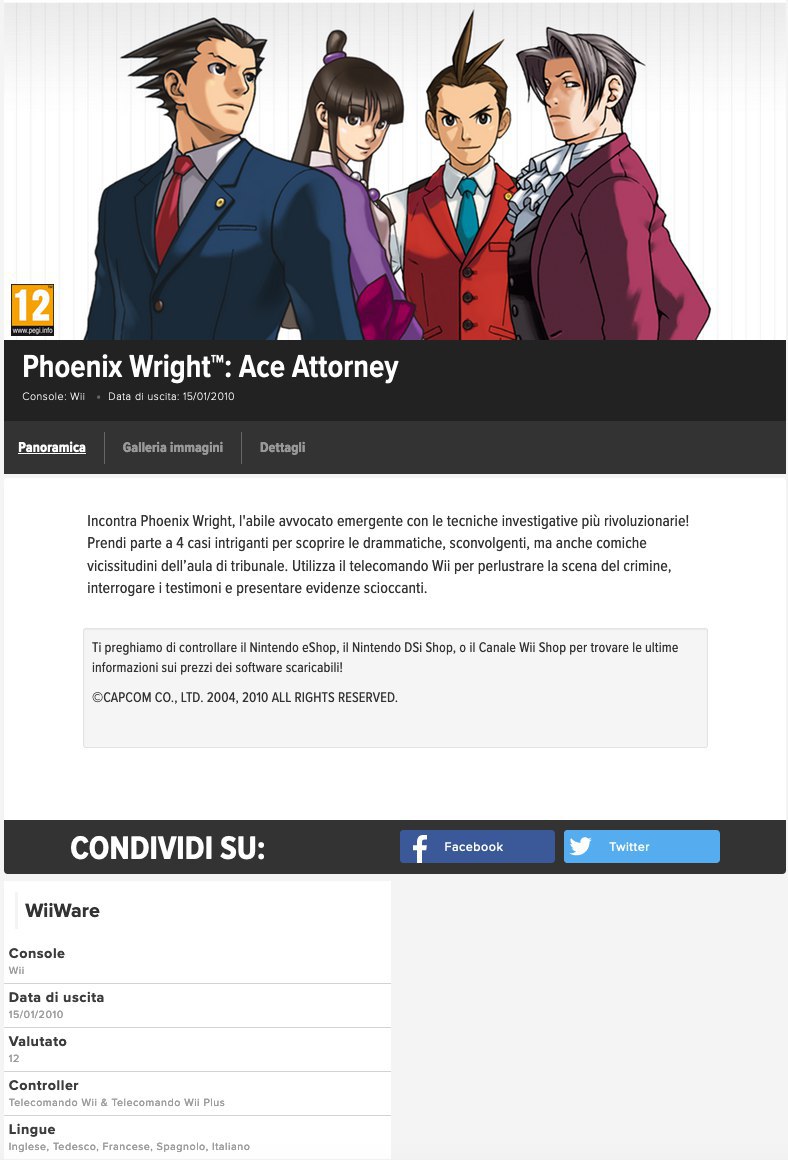 12
www.pegi.info
Phoenix Wright™: Ace Attorney
Console: Wii • Data di uscita: 15/01/2010
Panoramica
Galleria immagini
Dettagli
Incontra Phoenix Wright, l'abile avvocato emergente con le tecniche investigative più rivoluzionarie!
Prendi parte a 4 casi intriganti per scoprire le drammatiche, sconvolgenti, ma anche comiche
vicissitudini dell’aula di tribunale. Utilizza il telecomando Wii per perlustrare la scena del crimine,
interrogare i testimoni e presentare evidenze scioccanti.
Ti preghiamo di controllare il Nintendo eShop, il Nintendo DSi Shop, o il Canale Wii Shop per trovare le ultime
informazioni sui prezzi dei software scaricabili!
©CAPCOM CO., LTD. 2004, 2010 ALL RIGHTS RESERVED.
CONDIVIDI SU:
Facebook
Twitter
WiiWare
Console
Wii
Data di uscita
15/01/2010
Valutato
12
Controller
Telecomando Wii & Telecomando Wii Plus
Lingue
Inglese, Tedesco, Francese, Spagnolo, Italiano